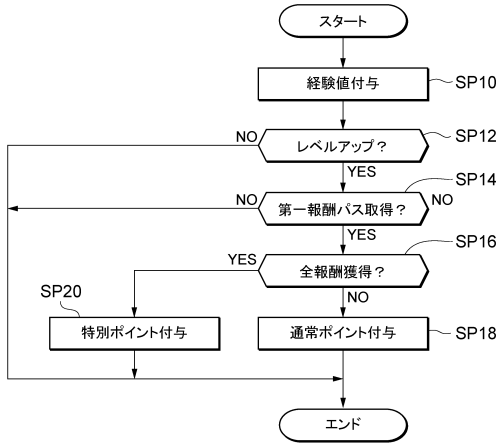 スタート
経験値付与
SP10
レベルアップ?
SP12
NO
YES
SP14
第一報酬パス取得?
NO
NO
YES
SP16
全報酬獲得?
YES
NO
SP20
特別ポイント付与
通常ポイント付与
SP18
エンド